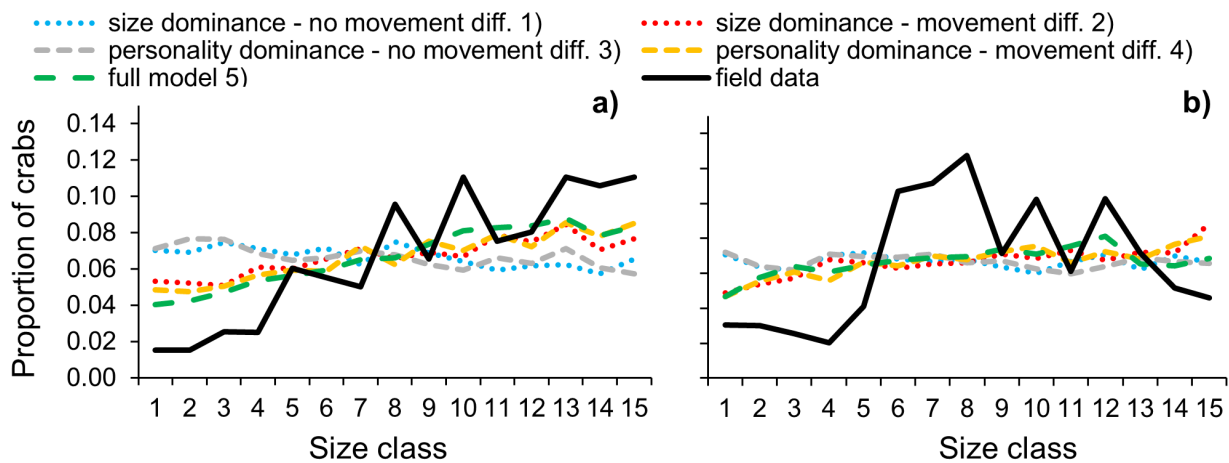 size dominance - no movement diff. 1)
size dominance - movement diff. 2)
personality dominance - no movement diff. 3)
personality dominance - movement diff. 4)
full model 5)
field data
a)
b)
Proportion of crabs
0.14
0.12
0.10
0.08
0.06
0.04
0.02
0.00
1 2 3 4 5 6 7 8 9 10 11 12 13 14 15
1 2 3 4 5 6 7 8 9 10 11 12 13 14 15
Size class
Size class